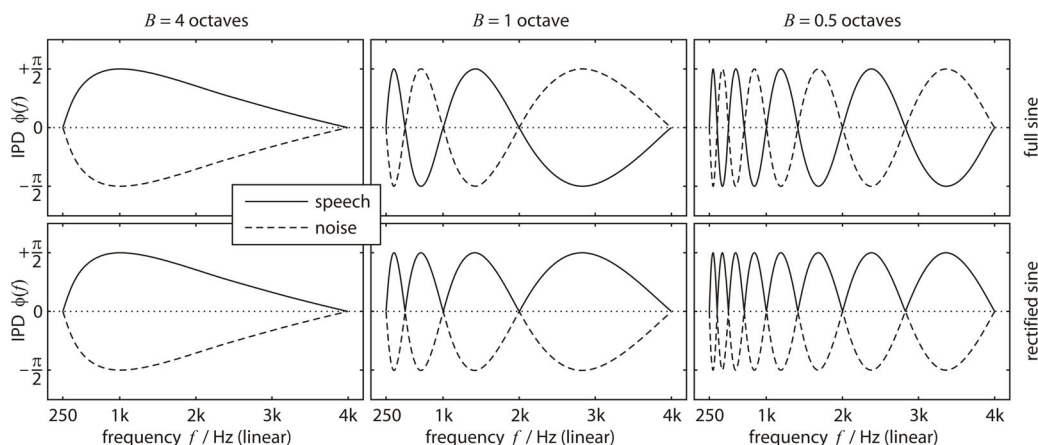 B = 4 octaves
B = 1 octave
B = 0.5 octaves
+π/2
0
−π/2
IPD ϕ(f)
full sine
speech
noise
+π/2
0
−π/2
IPD ϕ(f)
rectified sine
250 1k 2k 3k 4k
250 1k 2k 3k 4k
250 1k 2k 3k 4k
frequency f / Hz (linear)
frequency f / Hz (linear)
frequency f / Hz (linear)